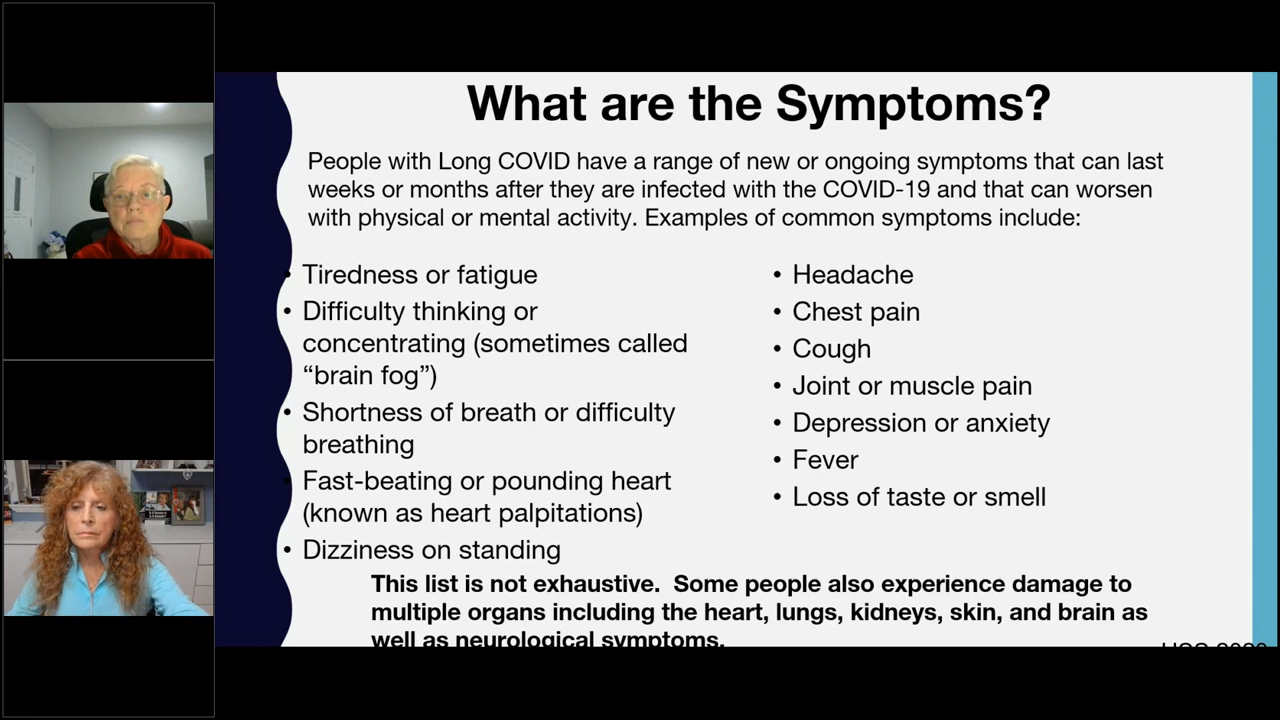 What are the Symptoms?
People with Long COVID have a range of new or ongoing symptoms that can last
weeks or months after they are infected with the COVID-19 and that can worsen
with physical or mental activity. Examples of common symptoms include:
• Tiredness or fatigue
• Difficulty thinking or
concentrating (sometimes called
“brain fog”)
• Shortness of breath or difficulty
breathing
• Fast-beating or pounding heart
(known as heart palpitations)
• Dizziness on standing
• Headache
• Chest pain
• Cough
• Joint or muscle pain
• Depression or anxiety
• Fever
• Loss of taste or smell
This list is not exhaustive.  Some people also experience damage to
multiple organs including the heart, lungs, kidneys, skin, and brain as
well as neurological symptoms.